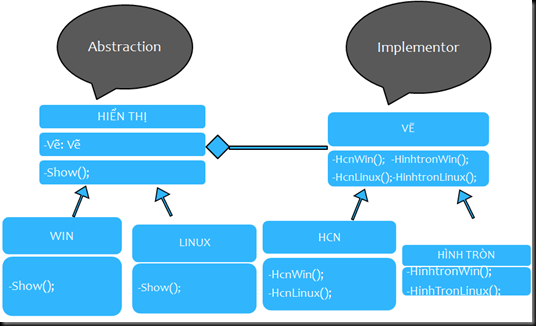 Abstraction
Implementor
HIỂN THỊ
-Vẽ: Vẽ
-Show();
VẼ
-HcnWin(); -HinhtronWin();
-HcnLinux();-HinhtronLinux();
WIN
-Show();
LINUX
-Show();
HCN
-HcnWin();
-HcnLinux();
HÌNH TRÒN
-HinhtronWin();
-HinhTronLinux();